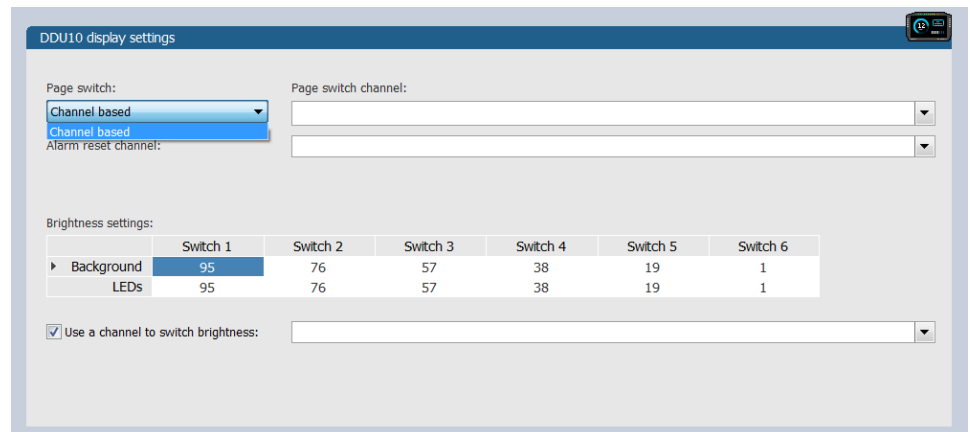 DDU10 display settings
12
Page switch: Page switch channel:
Channel based
Channel based
Alarm reset channel:
Brightness settings:
Switch 1 Switch 2 Switch 3 Switch 4 Switch 5 Switch 6
Background 95 76 57 38 19 1
LEDs 95 76 57 38 19 1
Use a channel to switch brightness: